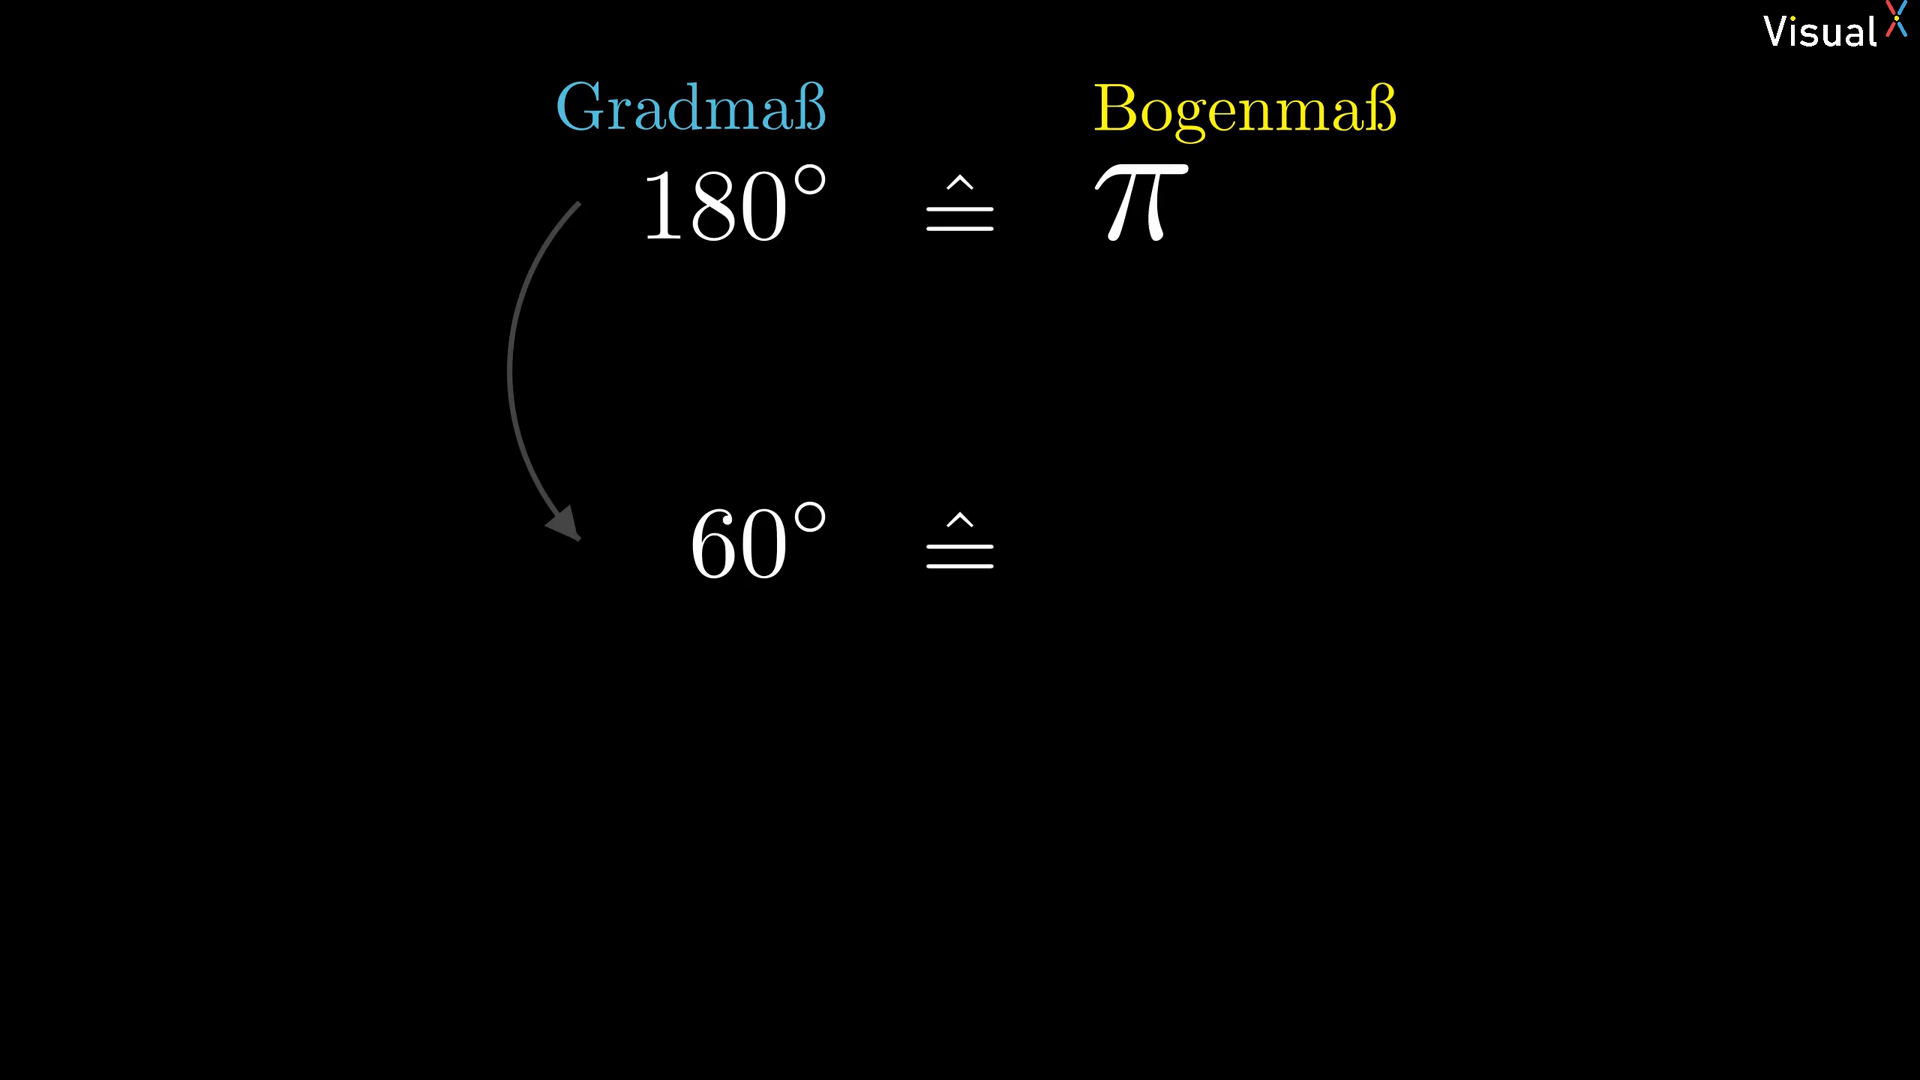 Visual X
Gradmaß Bogenmaß
180° ≙ π
60° ≙